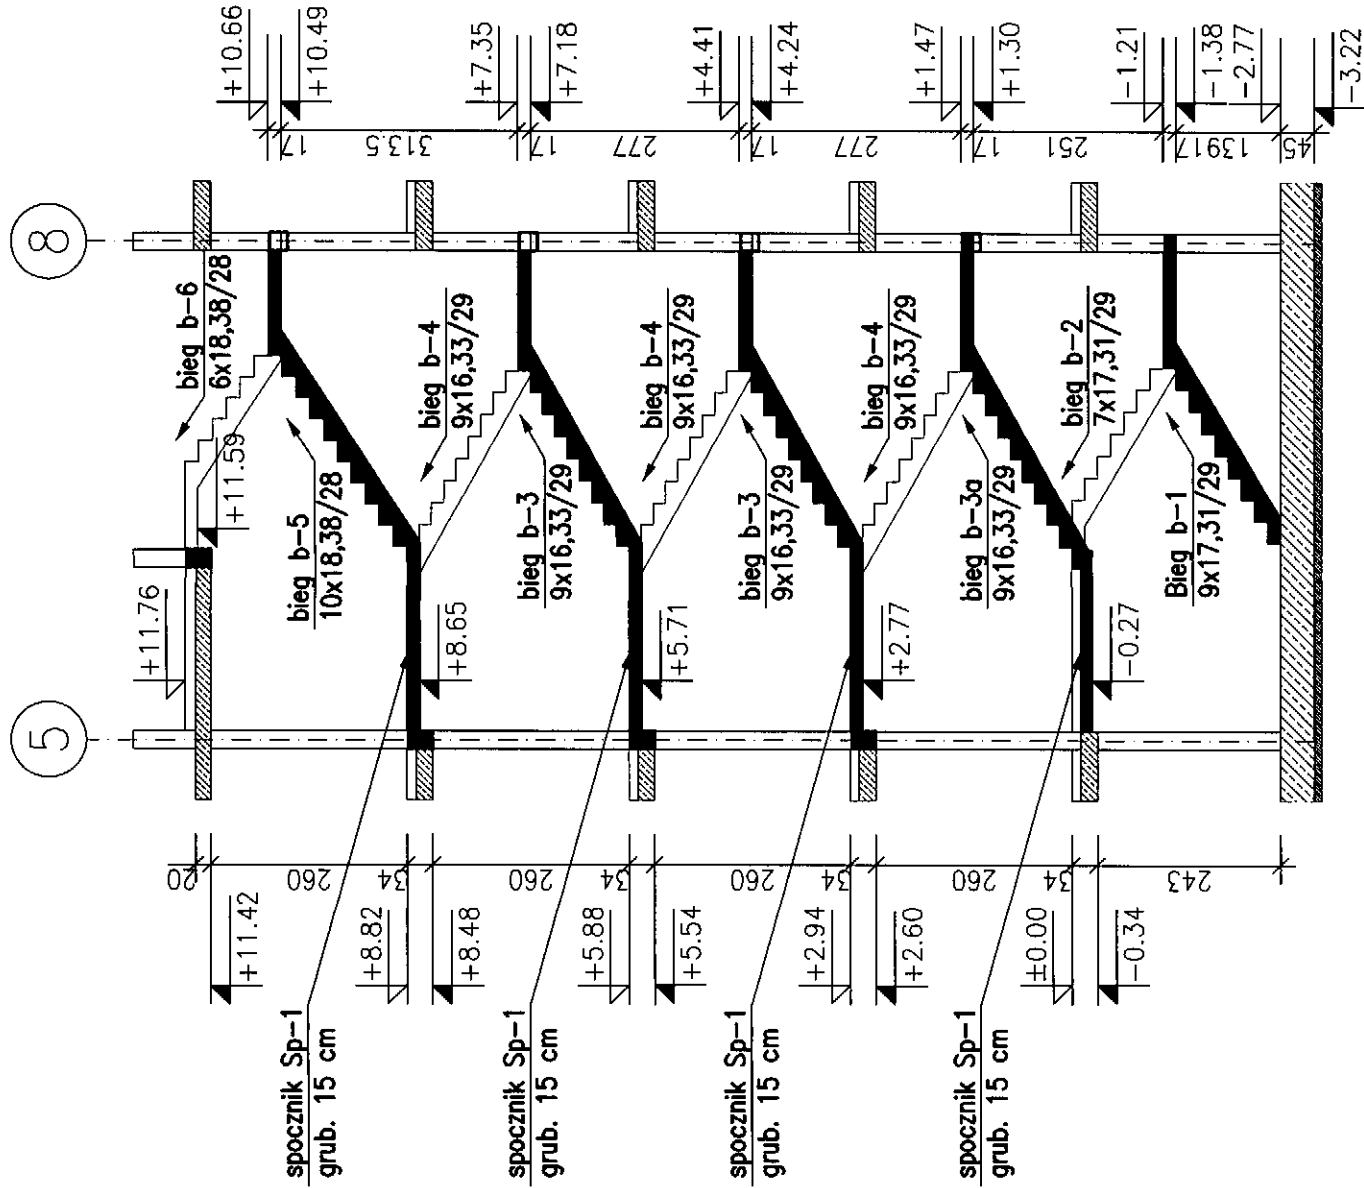 5
8
+11.76
+11.59
bieg b-6
6x18,38/28
+10.66
+10.49
17
313.5
bieg b-5
10x18,38/28
20
+11.42
260
+8.82
34
+8.48
+8.65
spocznik Sp-1
grub. 15 cm
bieg b-4
9x16,33/29
+7.35
+7.18
17
277
bieg b-3
9x16,33/29
260
+5.88
34
+5.54
+5.71
spocznik Sp-1
grub. 15 cm
bieg b-4
9x16,33/29
+4.41
+4.24
17
277
bieg b-3
9x16,33/29
260
+2.94
34
+2.60
+2.77
spocznik Sp-1
grub. 15 cm
bieg b-4
9x16,33/29
+1.47
+1.30
17
251
bieg b-3a
9x16,33/29
260
±0.00
34
-0.34
-0.27
spocznik Sp-1
grub. 15 cm
bieg b-2
7x17,31/29
-1.21
-1.38
13917
Bieg b-1
9x17,31/29
243
-2.77
45
-3.22